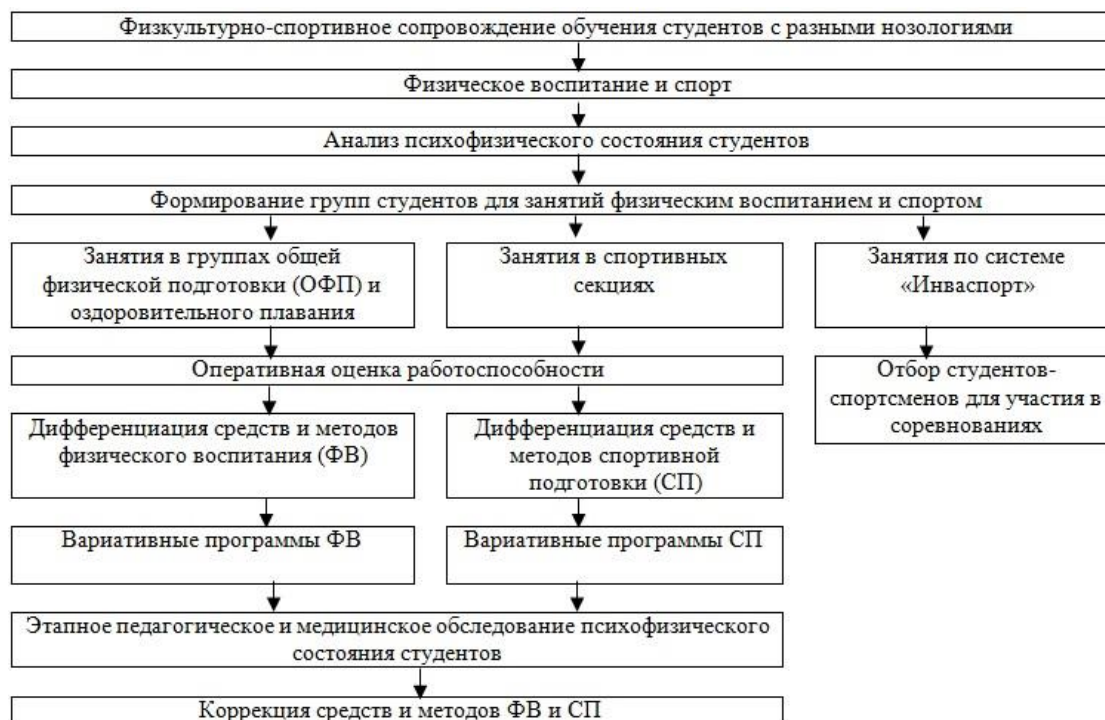 Физкультурно-спортивное сопровождение обучения студентов с разными нозологиями
Физическое воспитание и спорт
Анализ психофизического состояния студентов
Формирование групп студентов для занятий физическим воспитанием и спортом
Занятия в группах общей
физической подготовки (ОФП) и
оздоровительного плавания
Занятия в спортивных
секциях
Занятия по системе
«Инваспорт»
Оперативная оценка работоспособности
Отбор студентов-
спортсменов для участия в
соревнованиях
Дифференциация средств и методов
физического воспитания (ФВ)
Дифференциация средств и
методов спортивной
подготовки (СП)
Вариативные программы ФВ
Вариативные программы СП
Этапное педагогическое и медицинское обследование психофизического
состояния студентов
Коррекция средств и методов ФВ и СП